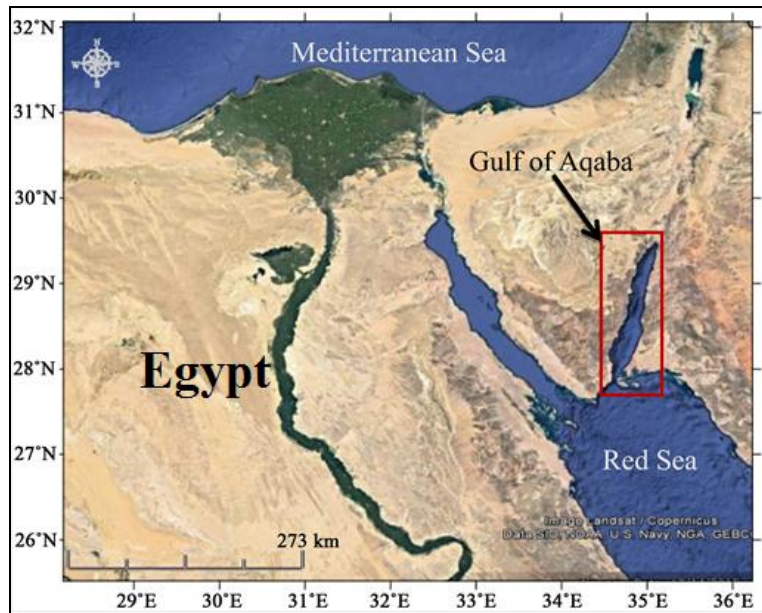 32°N
Mediterranean Sea
31°N
Gulf of Aqaba
30°N
29°N
28°N
Egypt
27°N
Red Sea
26°N
Image Landsat / Copernicus
273 km
Data SIO, NOAA, U.S. Navy, NGA, GEBC
29°E 30°E 31°E 32°E 33°E 34°E 35°E 36°E